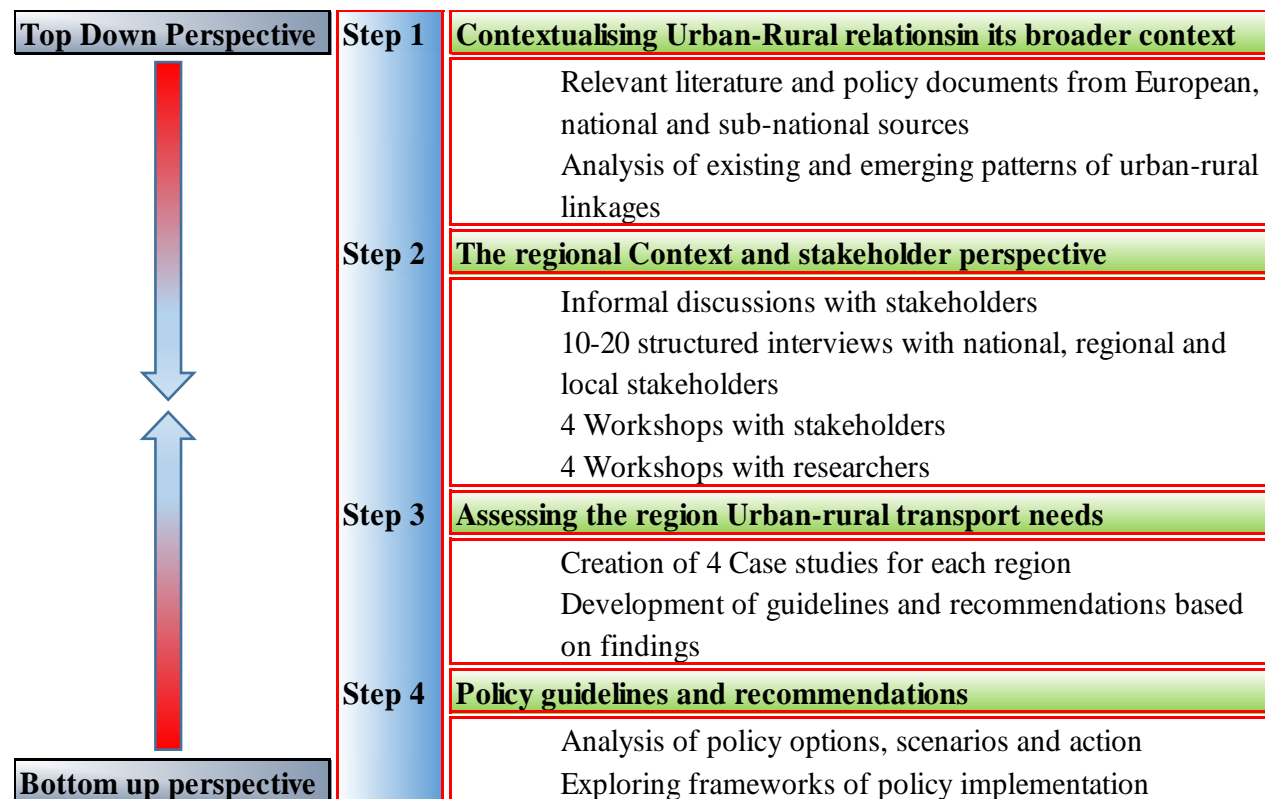 Top Down Perspective
Step 1
Contextualising Urban-Rural relationsin its broader context
Relevant literature and policy documents from European,
national and sub-national sources
Analysis of existing and emerging patterns of urban-rural
linkages
Step 2
The regional Context and stakeholder perspective
Informal discussions with stakeholders
10-20 structured interviews with national, regional and
local stakeholders
4 Workshops with stakeholders
4 Workshops with researchers
Step 3
Assessing the region Urban-rural transport needs
Creation of 4 Case studies for each region
Development of guidelines and recommendations based
on findings
Step 4
Policy guidelines and recommendations
Analysis of policy options, scenarios and action
Exploring frameworks of policy implementation
Bottom up perspective